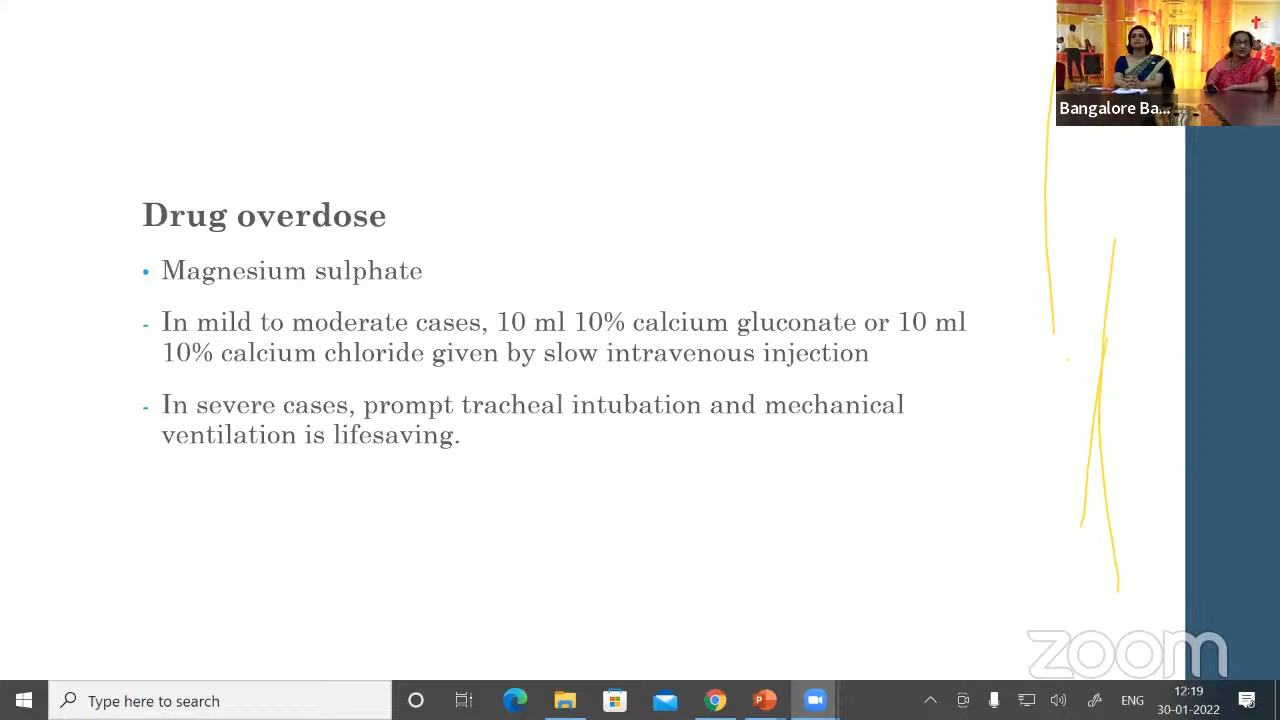 Bangalore Ba...
Drug overdose
• Magnesium sulphate
- In mild to moderate cases, 10 ml 10% calcium gluconate or 10 ml
10% calcium chloride given by slow intravenous injection
- In severe cases, prompt tracheal intubation and mechanical
ventilation is lifesaving.
zoom
Type here to search
ENG
12:19
30-01-2022